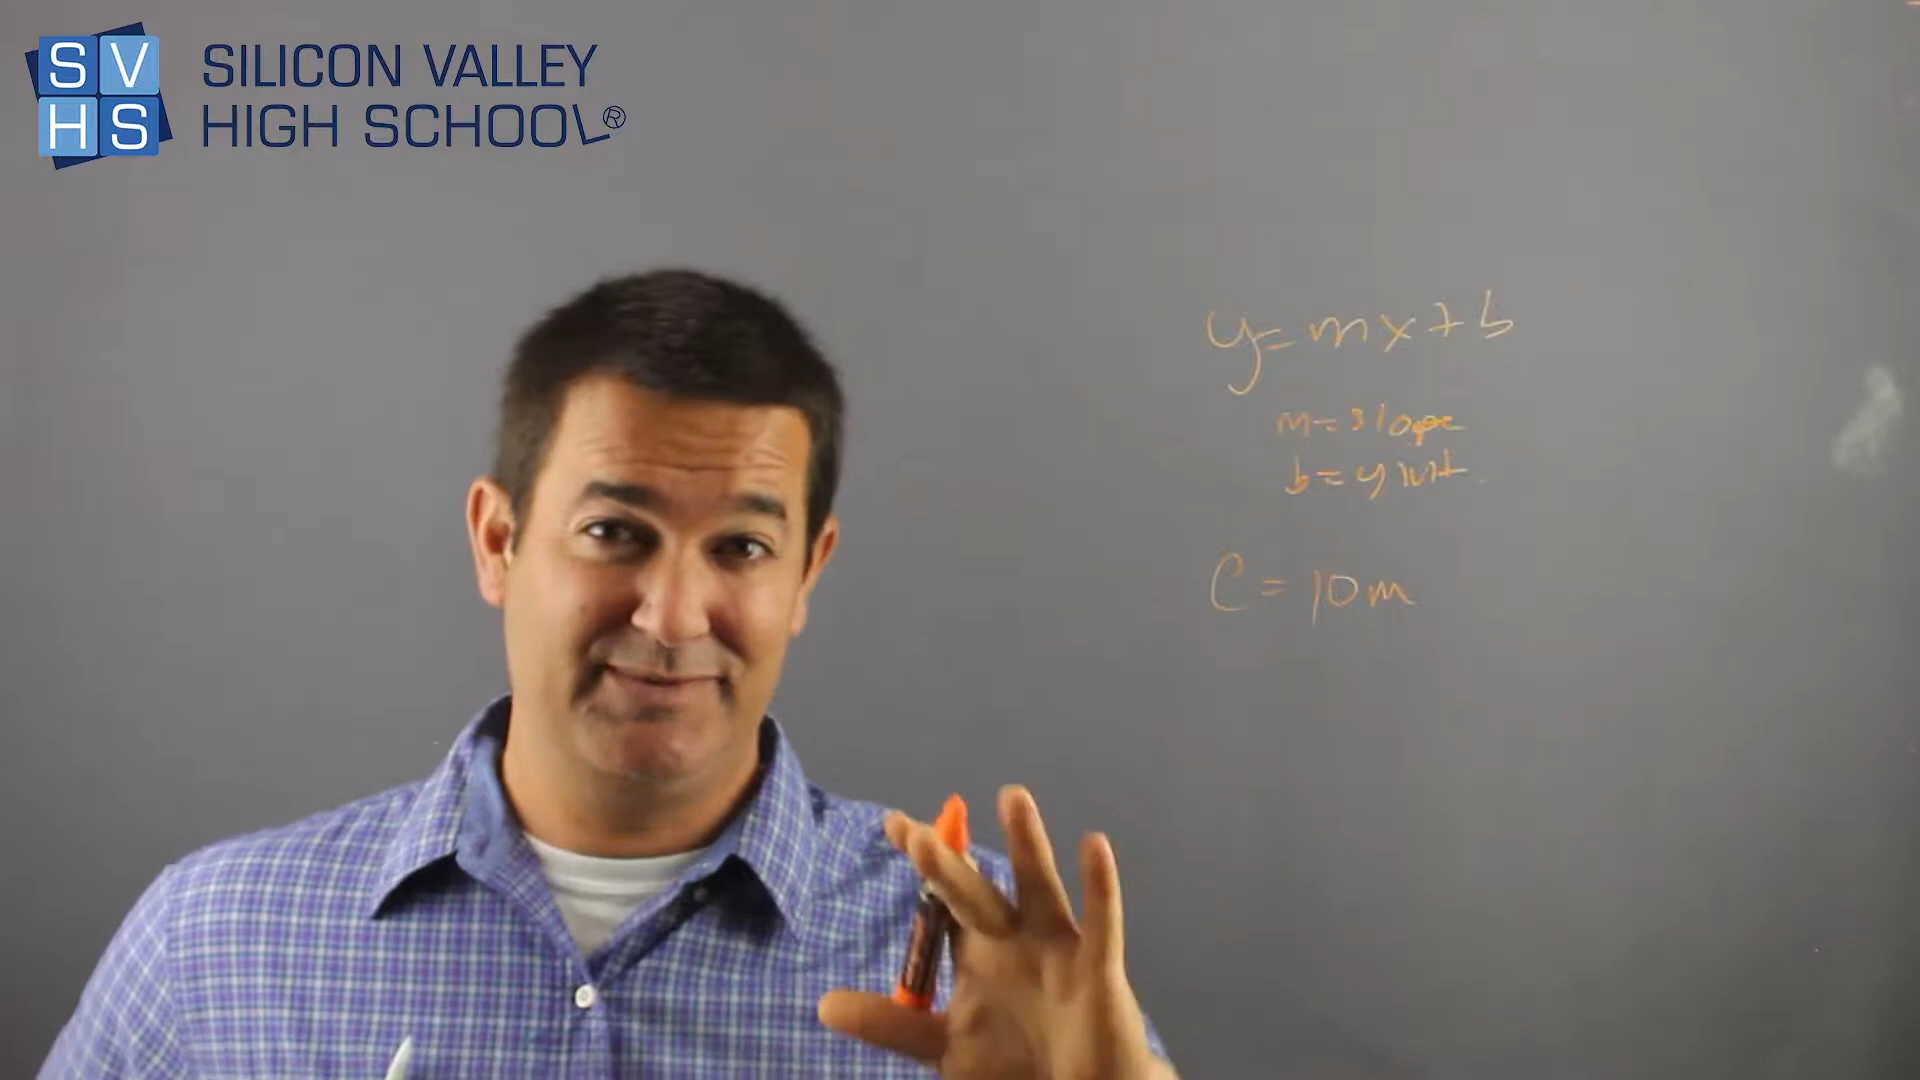 SV
HS
SILICON VALLEY
HIGH SCHOOL®
y = mx + b
m = slope
b = y int.
C = 10m